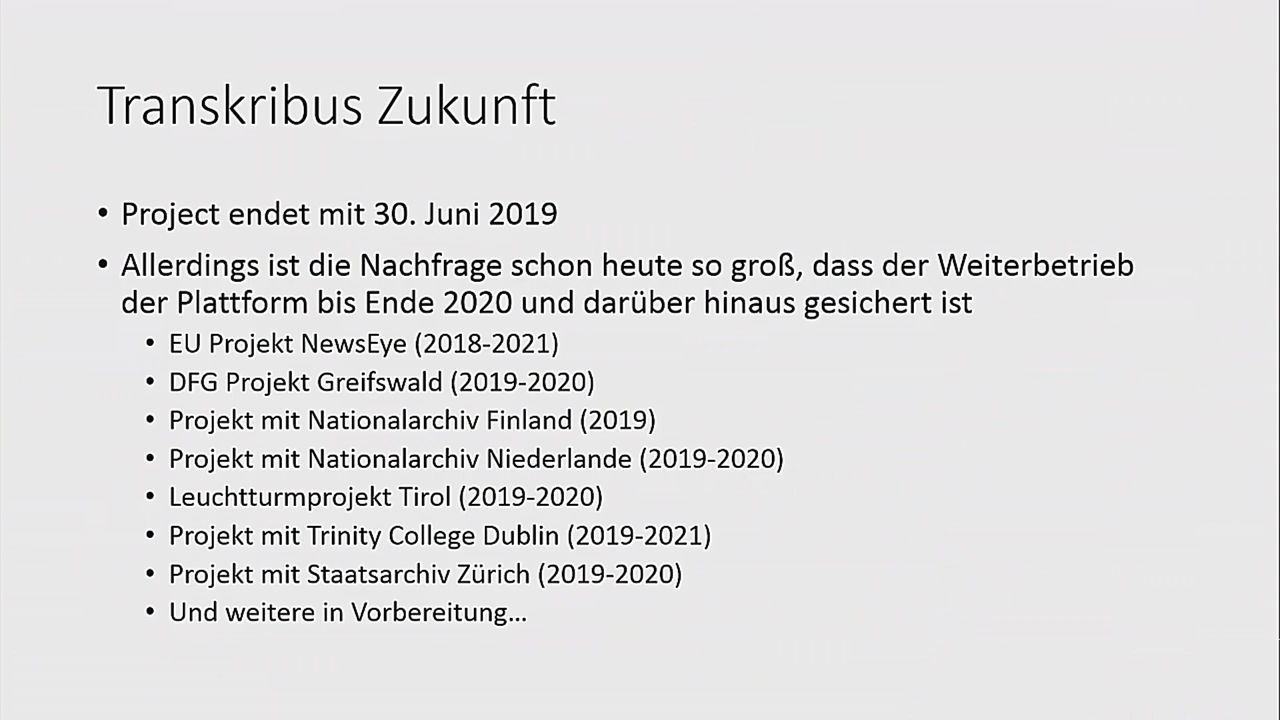 Transkribus Zukunft
• Project endet mit 30. Juni 2019
• Allerdings ist die Nachfrage schon heute so groß, dass der Weiterbetrieb
der Plattform bis Ende 2020 und darüber hinaus gesichert ist
• EU Projekt NewsEye (2018-2021)
• DFG Projekt Greifswald (2019-2020)
• Projekt mit Nationalarchiv Finland (2019)
• Projekt mit Nationalarchiv Niederlande (2019-2020)
• Leuchtturmprojekt Tirol (2019-2020)
• Projekt mit Trinity College Dublin (2019-2021)
• Projekt mit Staatsarchiv Zürich (2019-2020)
• Und weitere in Vorbereitung...